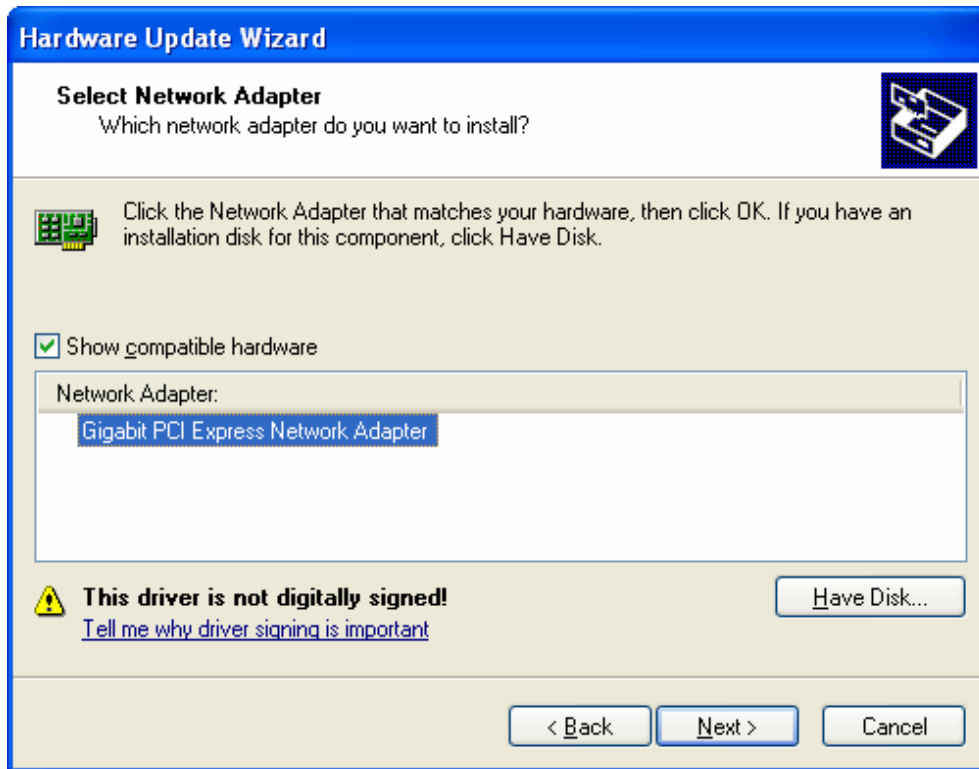 Hardware Update Wizard
Select Network Adapter
Which network adapter do you want to install?
Click the Network Adapter that matches your hardware, then click OK. If you have an
installation disk for this component, click Have Disk.
Show compatible hardware
Network Adapter:
Gigabit PCI Express Network Adapter
This driver is not digitally signed!
Have Disk...
Tell me why driver signing is important
< Back
Next >
Cancel